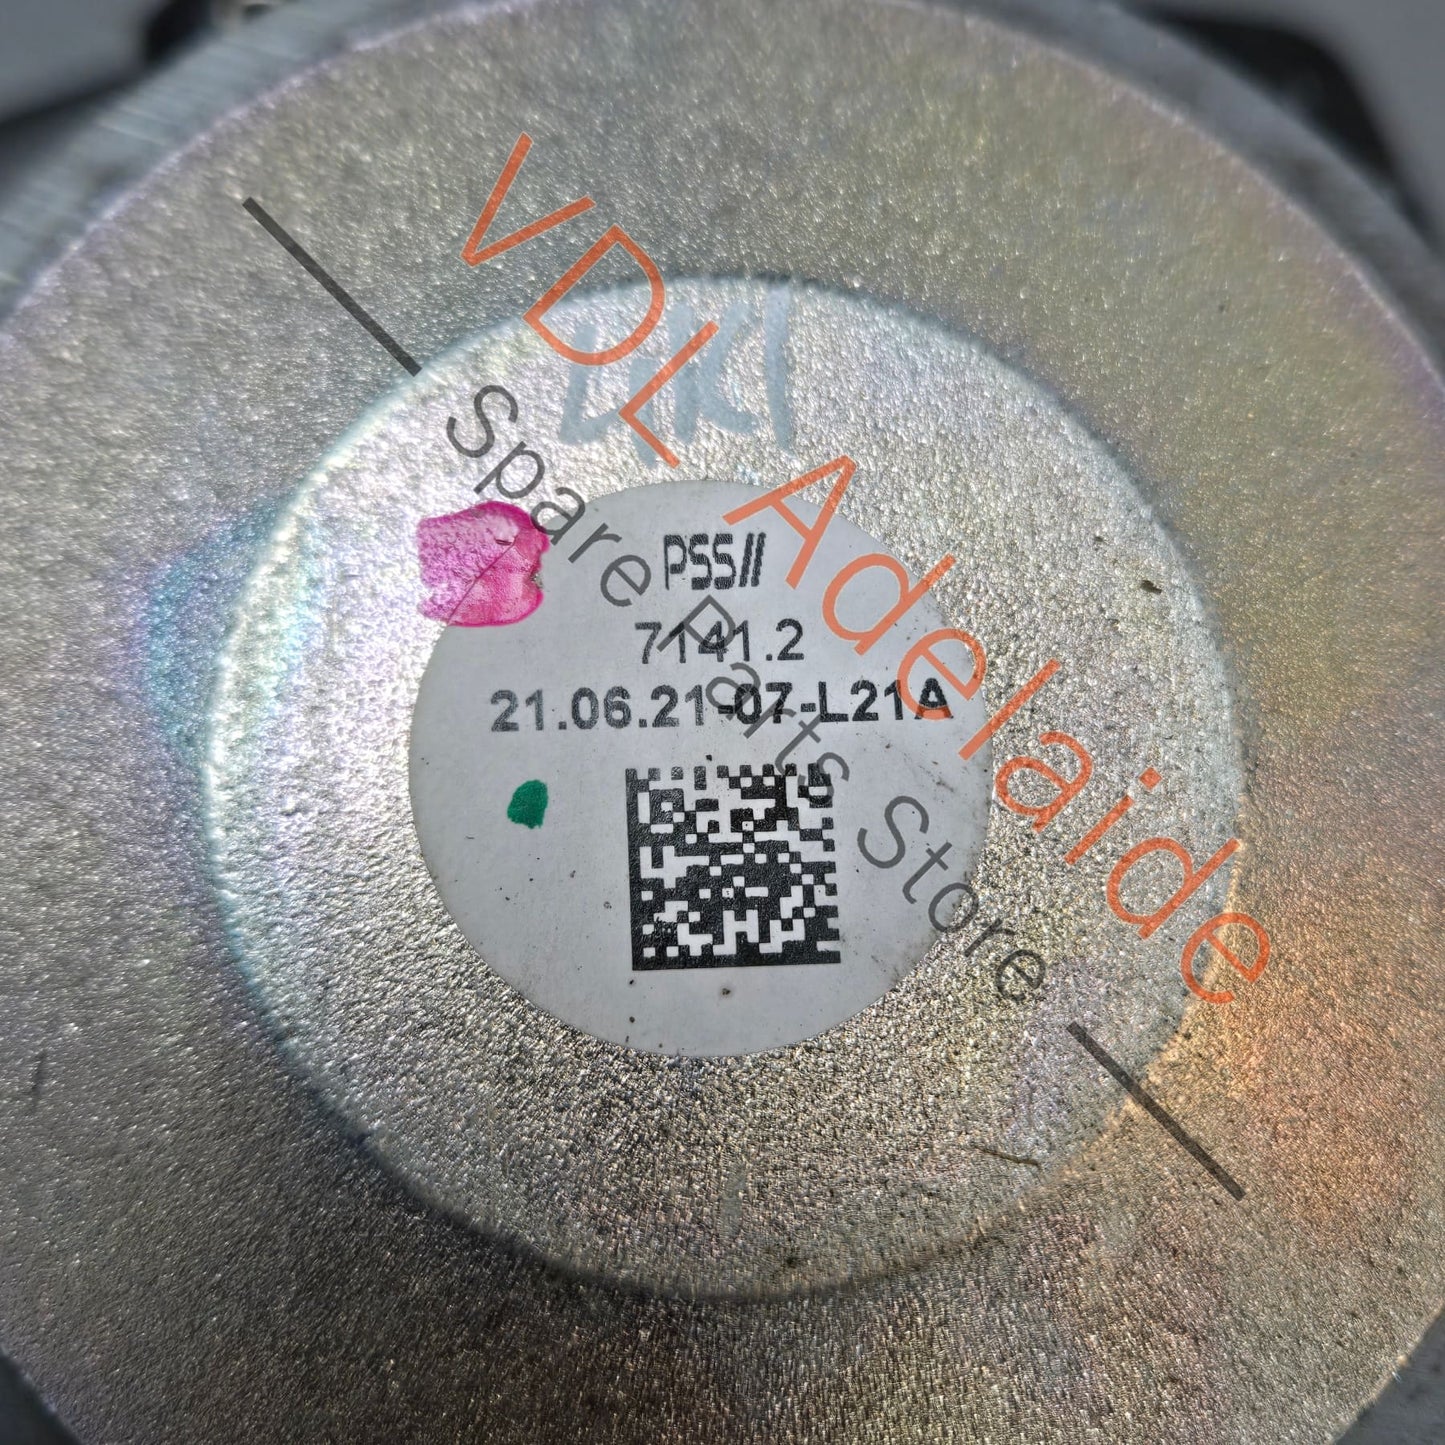 VDL Adelaide
Spare Parts Store
PSS//
7141.2
21.06.21-07-L21A